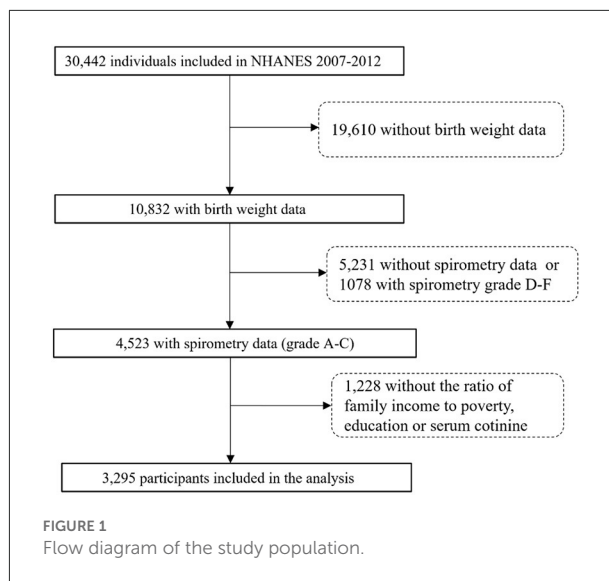 30,442 individuals included in NHANES 2007-2012
19,610 without birth weight data
10,832 with birth weight data
5,231 without spirometry data or
1078 with spirometry grade D-F
4,523 with spirometry data (grade A-C)
1,228 without the ratio of
family income to poverty,
education or serum cotinine
3,295 participants included in the analysis
FIGURE 1
Flow diagram of the study population.